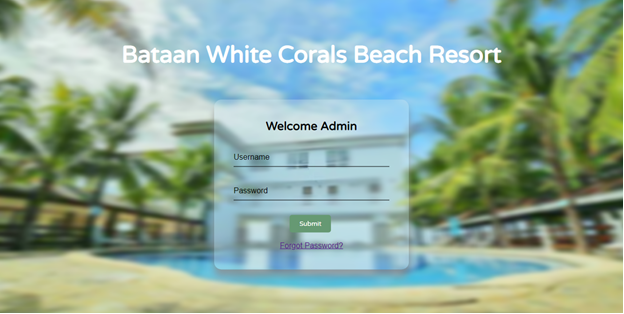 Bataan White Corals Beach Resort
Welcome Admin
Username
Password
Submit
Forgot Password?